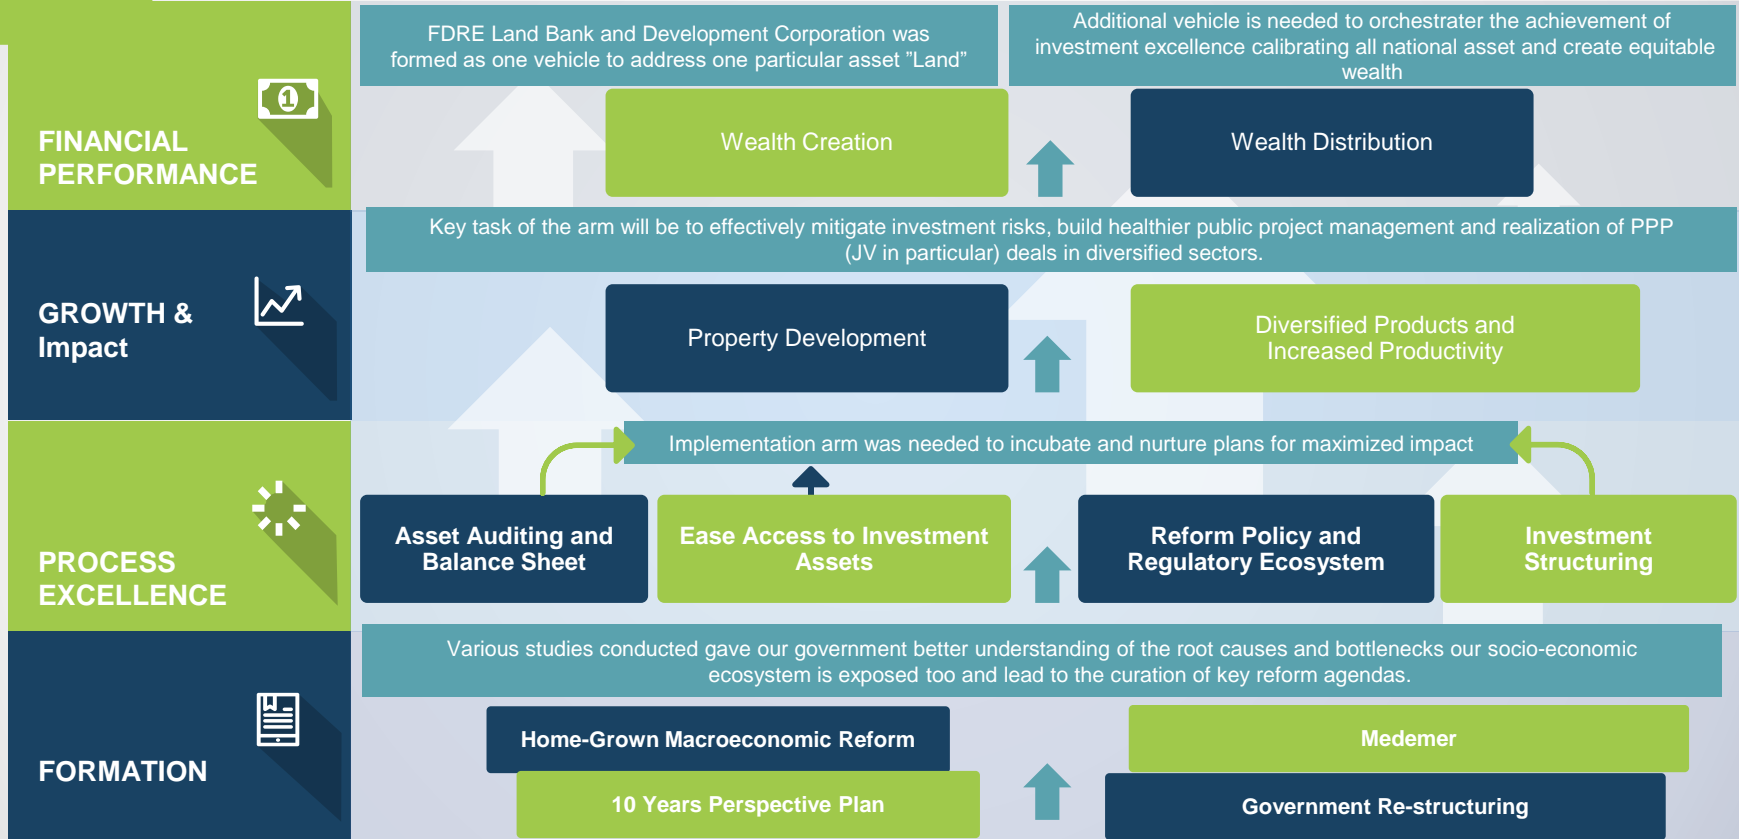 FDRE Land Bank and Development Corporation was
formed as one vehicle to address one particular asset ”Land”
Additional vehicle is needed to orchestrater the achievement of
investment excellence calibrating all national asset and create equitable
wealth
1
FINANCIAL
PERFORMANCE
Wealth Creation
Wealth Distribution
Key task of the arm will be to effectively mitigate investment risks, build healthier public project management and realization of PPP
(JV in particular) deals in diversified sectors.
GROWTH &
Impact
Property Development
Diversified Products and
Increased Productivity
Implementation arm was needed to incubate and nurture plans for maximized impact
PROCESS
EXCELLENCE
Asset Auditing and
Balance Sheet
Ease Access to Investment
Assets
Reform Policy and
Regulatory Ecosystem
Investment
Structuring
Various studies conducted gave our government better understanding of the root causes and bottlenecks our socio-economic
ecosystem is exposed too and lead to the curation of key reform agendas.
FORMATION
Home-Grown Macroeconomic Reform
10 Years Perspective Plan
Medemer
Government Re-structuring